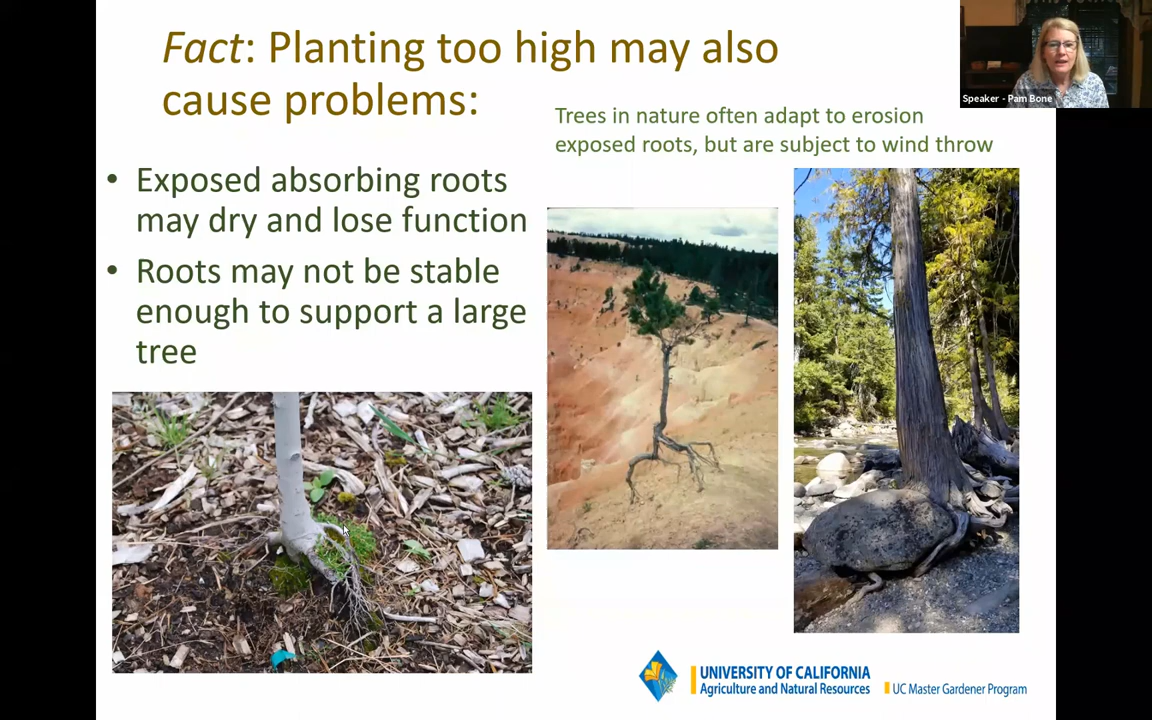 Fact: Planting too high may also
cause problems:
Speaker - Pam Bone
Trees in nature often adapt to erosion
exposed roots, but are subject to wind throw
• Exposed absorbing roots
may dry and lose function
• Roots may not be stable
enough to support a large
tree
UNIVERSITY OF CALIFORNIA
Agriculture and Natural Resources
UC Master Gardener Program